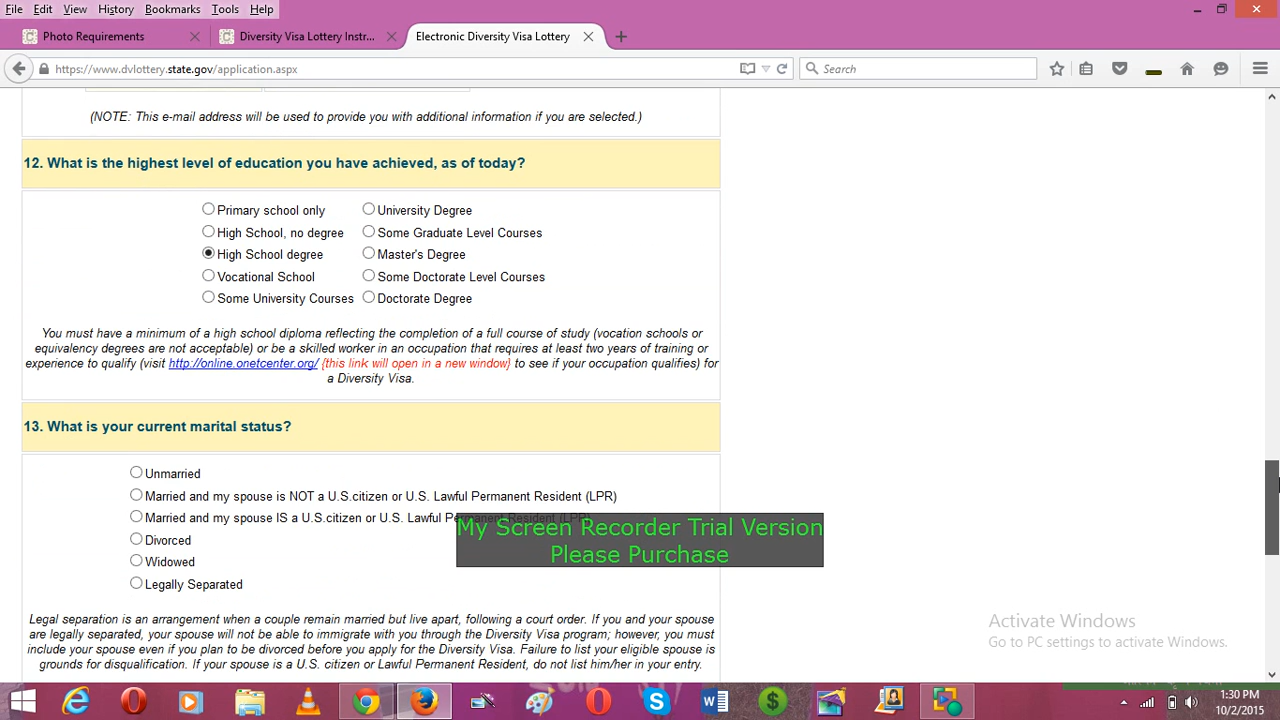 File Edit View History Bookmarks Tools Help
Photo Requirements
Diversity Visa Lottery Instr...
Electronic Diversity Visa Lottery
https://www.dvlottery.state.gov/application.aspx
Search
(NOTE: This e-mail address will be used to provide you with additional information if you are selected.)
12. What is the highest level of education you have achieved, as of today?
Primary school only
University Degree
High School, no degree
Some Graduate Level Courses
High School degree
Master's Degree
Vocational School
Some Doctorate Level Courses
Some University Courses
Doctorate Degree
You must have a minimum of a high school diploma reflecting the completion of a full course of study (vocation schools or
equivalency degrees are not acceptable) or be a skilled worker in an occupation that requires at least two years of training or
experience to qualify (visit http://online.onetcenter.org/ {this link will open in a new window} to see if your occupation qualifies) for
a Diversity Visa.
13. What is your current marital status?
Unmarried
Married and my spouse is NOT a U.S.citizen or U.S. Lawful Permanent Resident (LPR)
Married and my spouse IS a U.S.citizen or U.S. Lawful Permanent Resident (LPR)
My Screen Recorder Trial Version
Please Purchase
Divorced
Widowed
Legally Separated
Legal separation is an arrangement when a couple remain married but live apart, following a court order. If you and your spouse
are legally separated, your spouse will not be able to immigrate with you through the Diversity Visa program; however, you must
include your spouse even if you plan to be divorced before you apply for the Diversity Visa. Failure to list your eligible spouse is
grounds for disqualification. If your spouse is a U.S. citizen or Lawful Permanent Resident, do not list him/her in your entry.
Activate Windows
Go to PC settings to activate Windows.
1:30 PM
10/2/2015